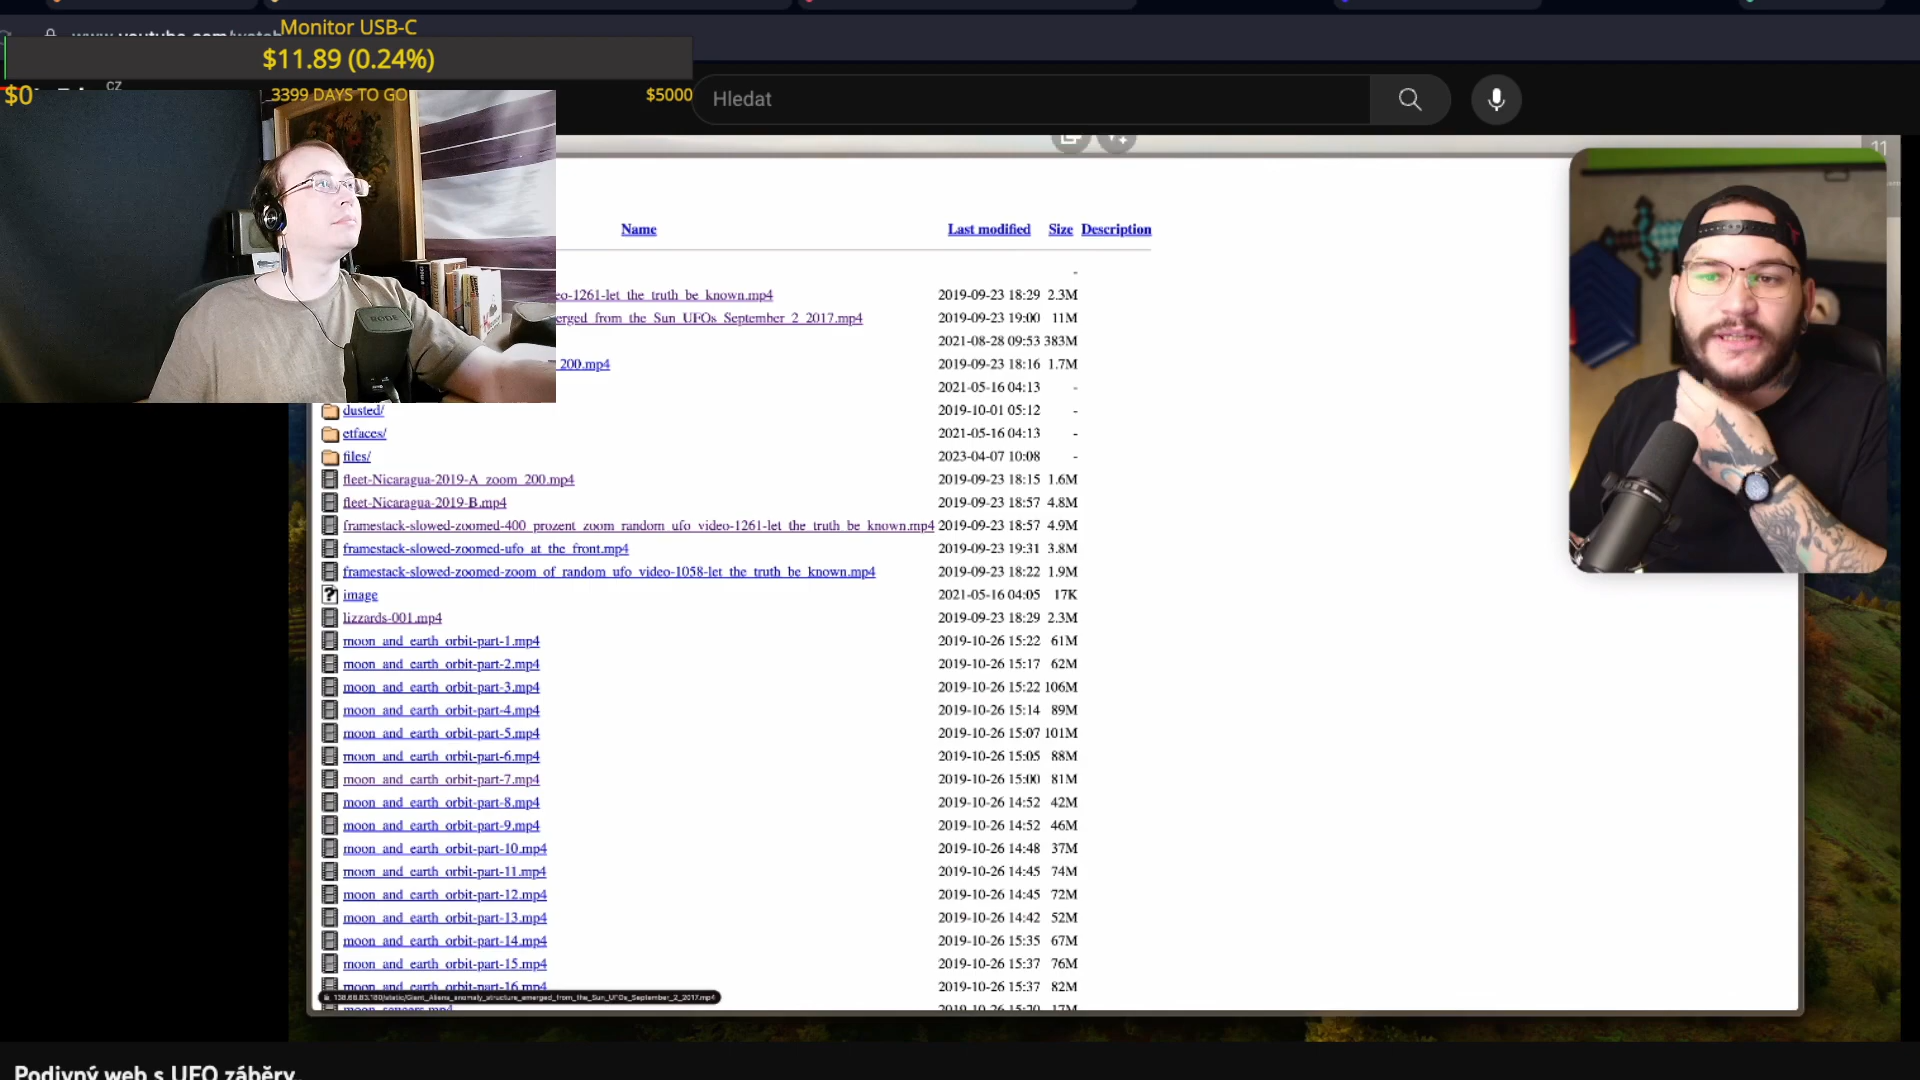 Monitor USB-C
$11.89 (0.24%)
$0
CZ
3399 DAYS TO GO
$5000
Hledat
11
Name Last modified Size Description
-
eo-1261-let_the_truth_be_known.mp4 2019-09-23 18:29 2.3M
erged_from_the_Sun_UFOs_September_2_2017.mp4 2019-09-23 19:00 11M
2021-08-28 09:53 383M
200.mp4 2019-09-23 18:16 1.7M
2021-05-16 04:13 -
dusted/ 2019-10-01 05:12 -
etfaces/ 2021-05-16 04:13 -
files/ 2023-04-07 10:08 -
fleet-Nicaragua-2019-A_zoom_200.mp4 2019-09-23 18:15 1.6M
fleet-Nicaragua-2019-B.mp4 2019-09-23 18:57 4.8M
framestack-slowed-zoomed-400_prozent_zoom_random_ufo_video-1261-let_the_truth_be_known.mp4 2019-09-23 18:57 4.9M
framestack-slowed-zoomed-ufo_at_the_front.mp4 2019-09-23 19:31 3.8M
framestack-slowed-zoomed-zoom_of_random_ufo_video-1058-let_the_truth_be_known.mp4 2019-09-23 18:22 1.9M
image 2021-05-16 04:05 17K
lizzards-001.mp4 2019-09-23 18:29 2.3M
moon_and_earth_orbit-part-1.mp4 2019-10-26 15:22 61M
moon_and_earth_orbit-part-2.mp4 2019-10-26 15:17 62M
moon_and_earth_orbit-part-3.mp4 2019-10-26 15:22 106M
moon_and_earth_orbit-part-4.mp4 2019-10-26 15:14 89M
moon_and_earth_orbit-part-5.mp4 2019-10-26 15:07 101M
moon_and_earth_orbit-part-6.mp4 2019-10-26 15:05 88M
moon_and_earth_orbit-part-7.mp4 2019-10-26 15:00 81M
moon_and_earth_orbit-part-8.mp4 2019-10-26 14:52 42M
moon_and_earth_orbit-part-9.mp4 2019-10-26 14:52 46M
moon_and_earth_orbit-part-10.mp4 2019-10-26 14:48 37M
moon_and_earth_orbit-part-11.mp4 2019-10-26 14:45 74M
moon_and_earth_orbit-part-12.mp4 2019-10-26 14:45 72M
moon_and_earth_orbit-part-13.mp4 2019-10-26 14:42 52M
moon_and_earth_orbit-part-14.mp4 2019-10-26 15:35 67M
moon_and_earth_orbit-part-15.mp4 2019-10-26 15:37 76M
moon_and_earth_orbit-part-16.mp4 2019-10-26 15:37 82M
138.68.83.180/static/Giant_Aliens_anomaly_structure_emerged_from_the_Sun_UFOs_September_2_2017.mp4
2019-10-26 15:20 17M
RODE
Podivný web s UFO záběry..